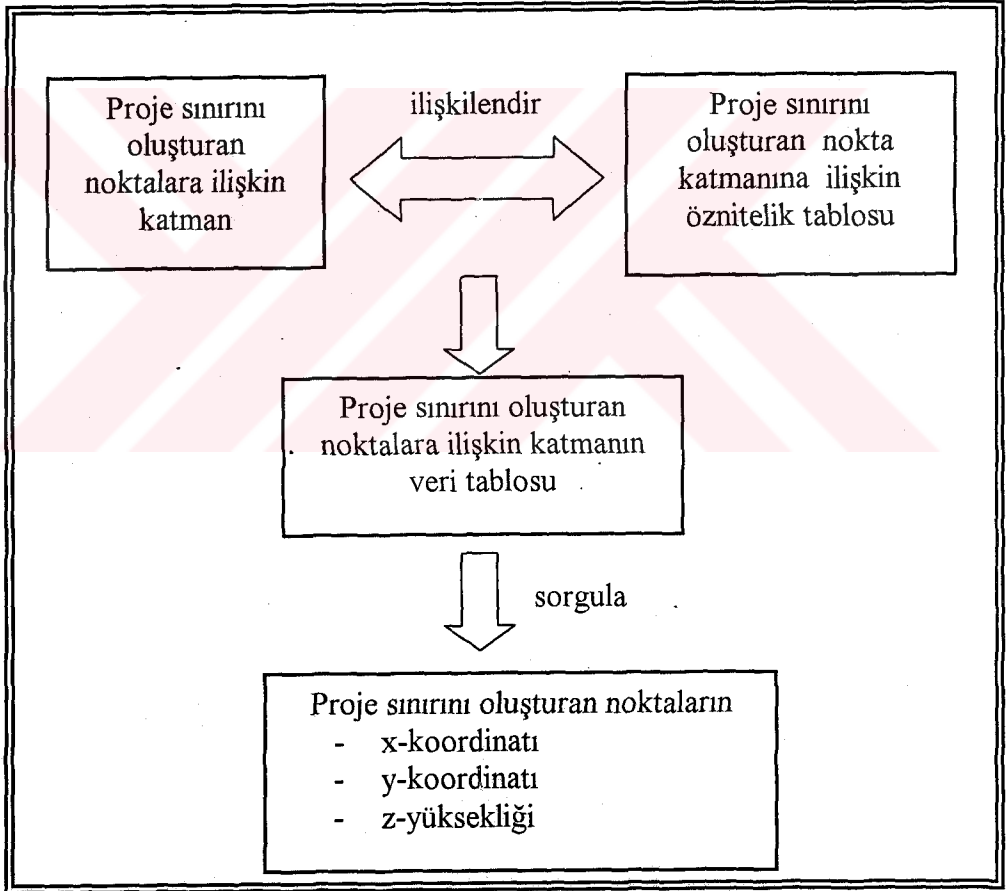 Proje sınırını
oluşturan
noktalara ilişkin
katman
ilişkilendir
Proje sınırını
oluşturan nokta
katmanına ilişkin
öznitelik tablosu
Proje sınırını oluşturan
noktalara ilişkin katmanın
veri tablosu
sorgula
Proje sınırını oluşturan noktaların
- x-koordinatı
- y-koordinatı
- z-yüksekliği